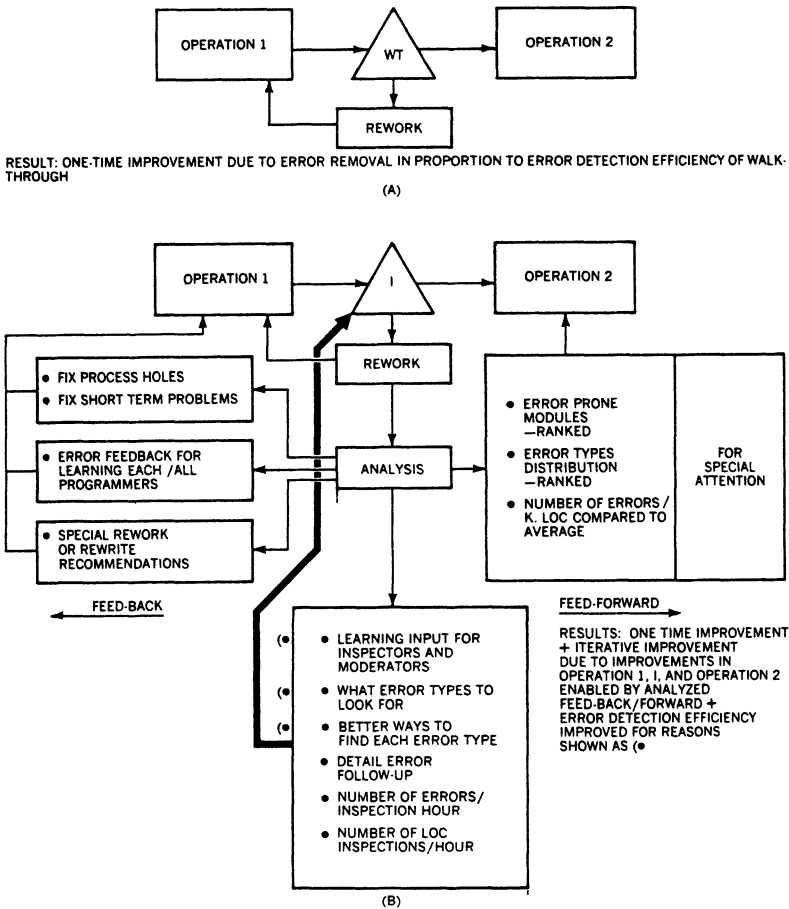 OPERATION 1
WT
OPERATION 2
REWORK
RESULT: ONE-TIME IMPROVEMENT DUE TO ERROR REMOVAL IN PROPORTION TO ERROR DETECTION EFFICIENCY OF WALK-
THROUGH
(A)
OPERATION 1
I
OPERATION 2
REWORK
• FIX PROCESS HOLES
• FIX SHORT TERM PROBLEMS
• ERROR FEEDBACK FOR
LEARNING EACH/ALL
PROGRAMMERS
• SPECIAL REWORK
OR REWRITE
RECOMMENDATIONS
ANALYSIS
• ERROR PRONE
MODULES
—RANKED
• ERROR TYPES
DISTRIBUTION
—RANKED
• NUMBER OF ERRORS/
K. LOC COMPARED TO
AVERAGE
FOR
SPECIAL
ATTENTION
FEED-BACK
FEED-FORWARD
(• • LEARNING INPUT FOR
INSPECTORS AND
MODERATORS
(• • WHAT ERROR TYPES TO
LOOK FOR
(• • BETTER WAYS TO
FIND EACH ERROR TYPE
• DETAIL ERROR
FOLLOW-UP
• NUMBER OF ERRORS/
INSPECTION HOUR
• NUMBER OF LOC
INSPECTIONS/HOUR
RESULTS: ONE TIME IMPROVEMENT
+ ITERATIVE IMPROVEMENT
DUE TO IMPROVEMENTS IN
OPERATION 1, I, AND OPERATION 2
ENABLED BY ANALYZED
FEED-BACK/FORWARD +
ERROR DETECTION EFFICIENCY
IMPROVED FOR REASONS
SHOWN AS (•
(B)